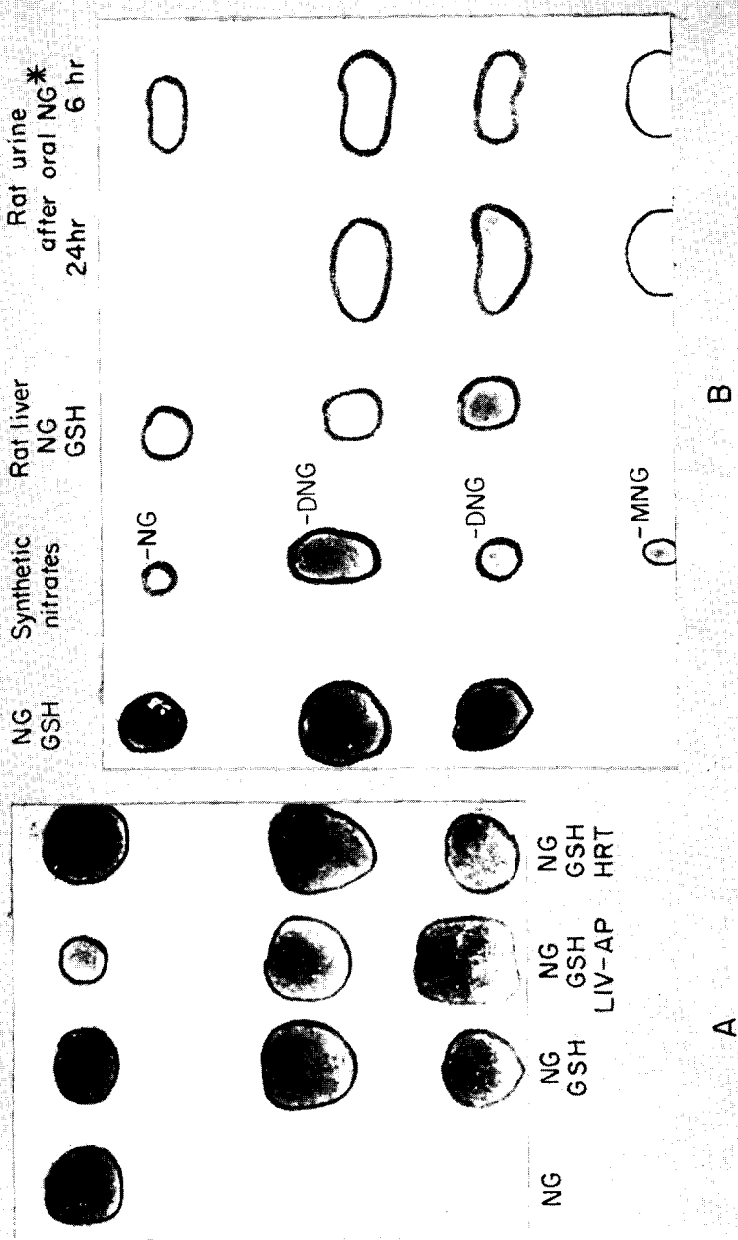 NG
NG
GSH
NG
GSH
LIV-AP
NG
GSH
HRT
A
NG
GSH
Synthetic
nitrates
Rat liver
NG
GSH
Rat urine
after oral NG*
24hr 6 hr
-NG
-DNG
-DNG
-MNG
B